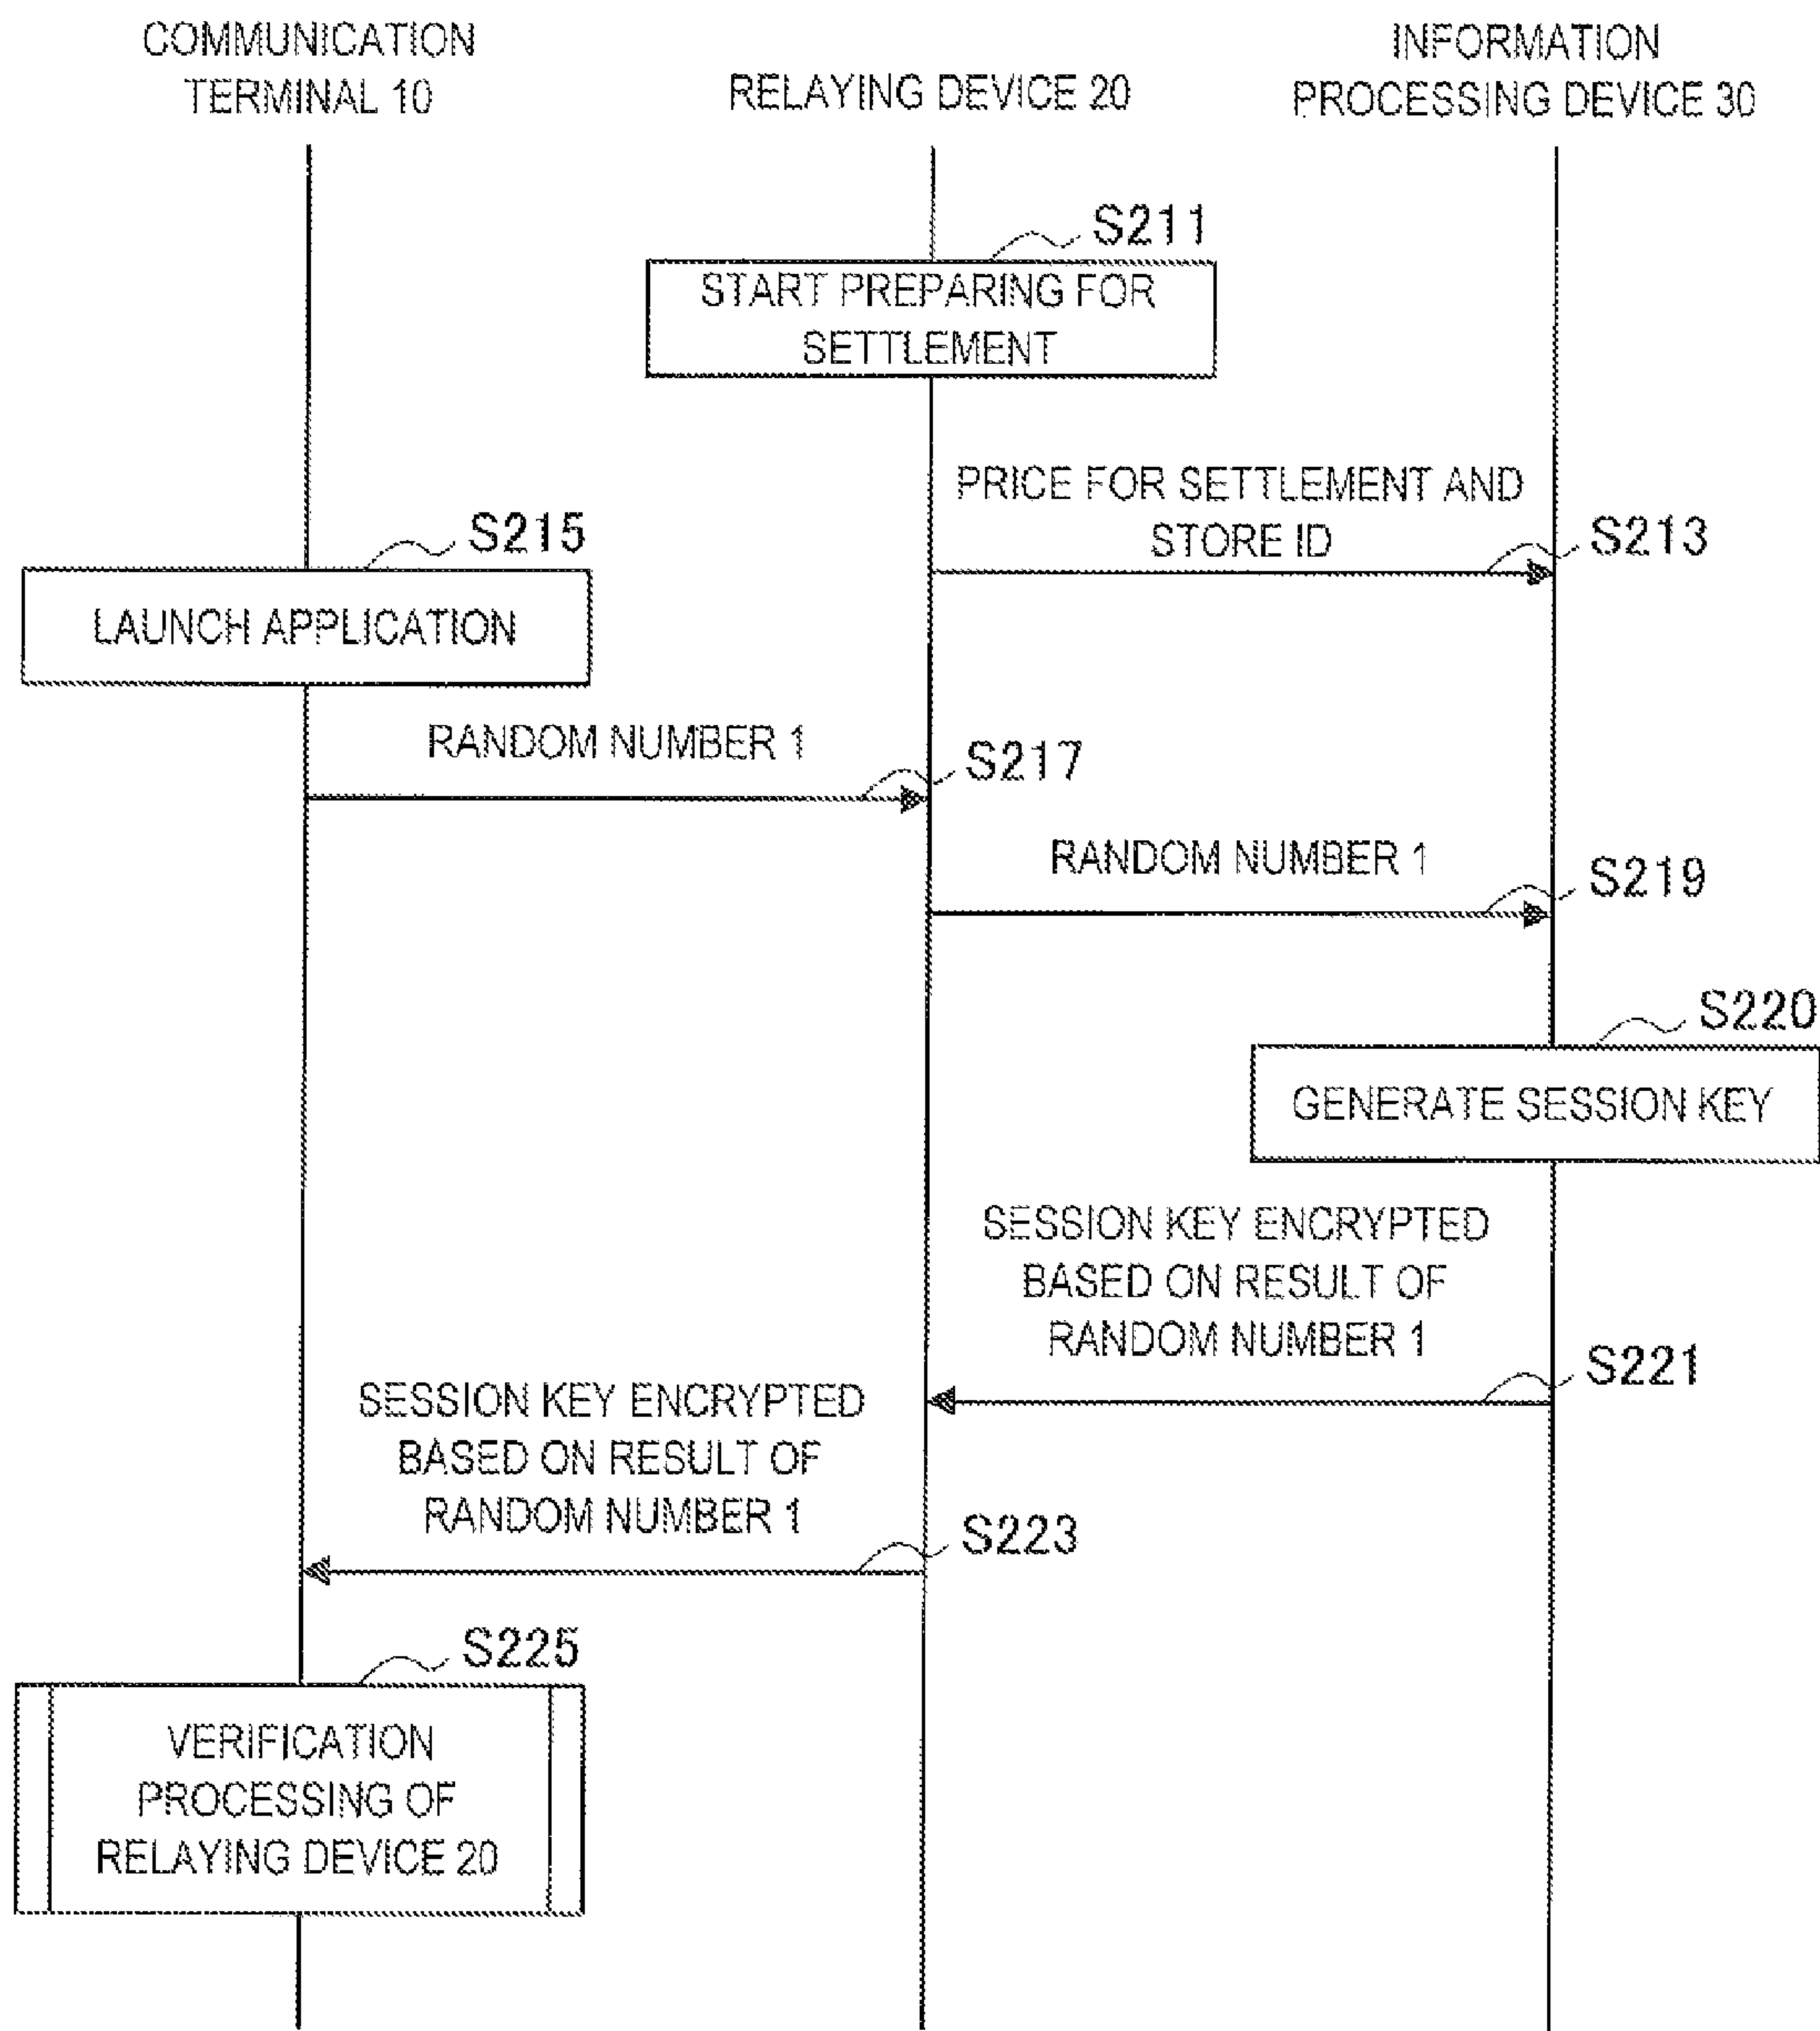 COMMUNICATION
TERMINAL 10
RELAYING DEVICE 20
INFORMATION
PROCESSING DEVICE 30
S211
START PREPARING FOR
SETTLEMENT
PRICE FOR SETTLEMENT AND
STORE ID
S213
S215
LAUNCH APPLICATION
RANDOM NUMBER 1
S217
RANDOM NUMBER 1
S219
S220
GENERATE SESSION KEY
SESSION KEY ENCRYPTED
BASED ON RESULT OF
RANDOM NUMBER 1
S221
SESSION KEY ENCRYPTED
BASED ON RESULT OF
RANDOM NUMBER 1
S223
S225
VERIFICATION
PROCESSING OF
RELAYING DEVICE 20